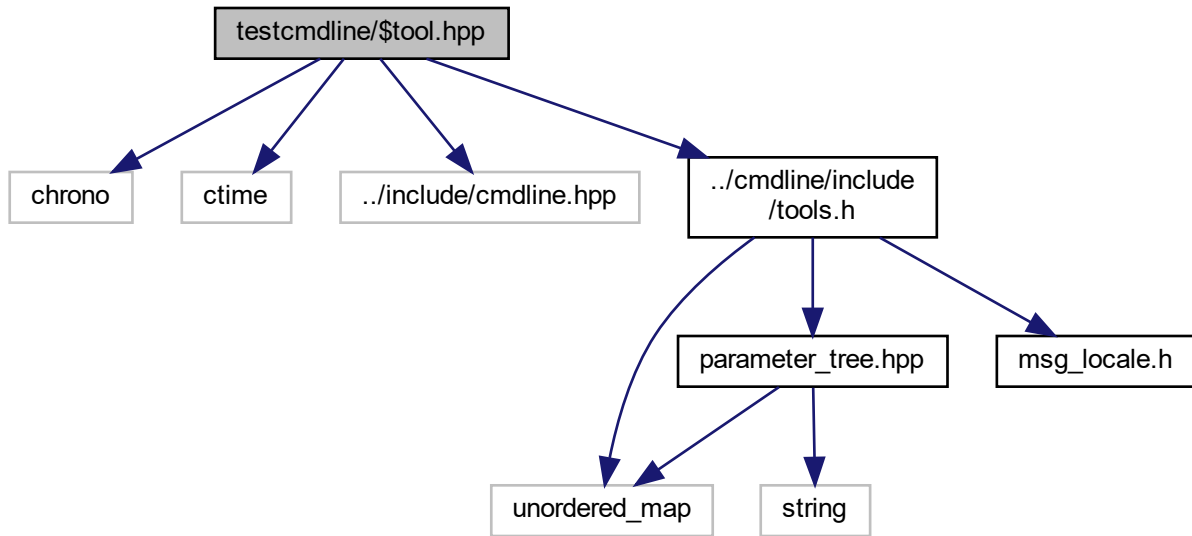 testcmdline/$tool.hpp
chrono
ctime
../include/cmdline.hpp
../cmdline/include
/tools.h
parameter_tree.hpp
msg_locale.h
unordered_map
string